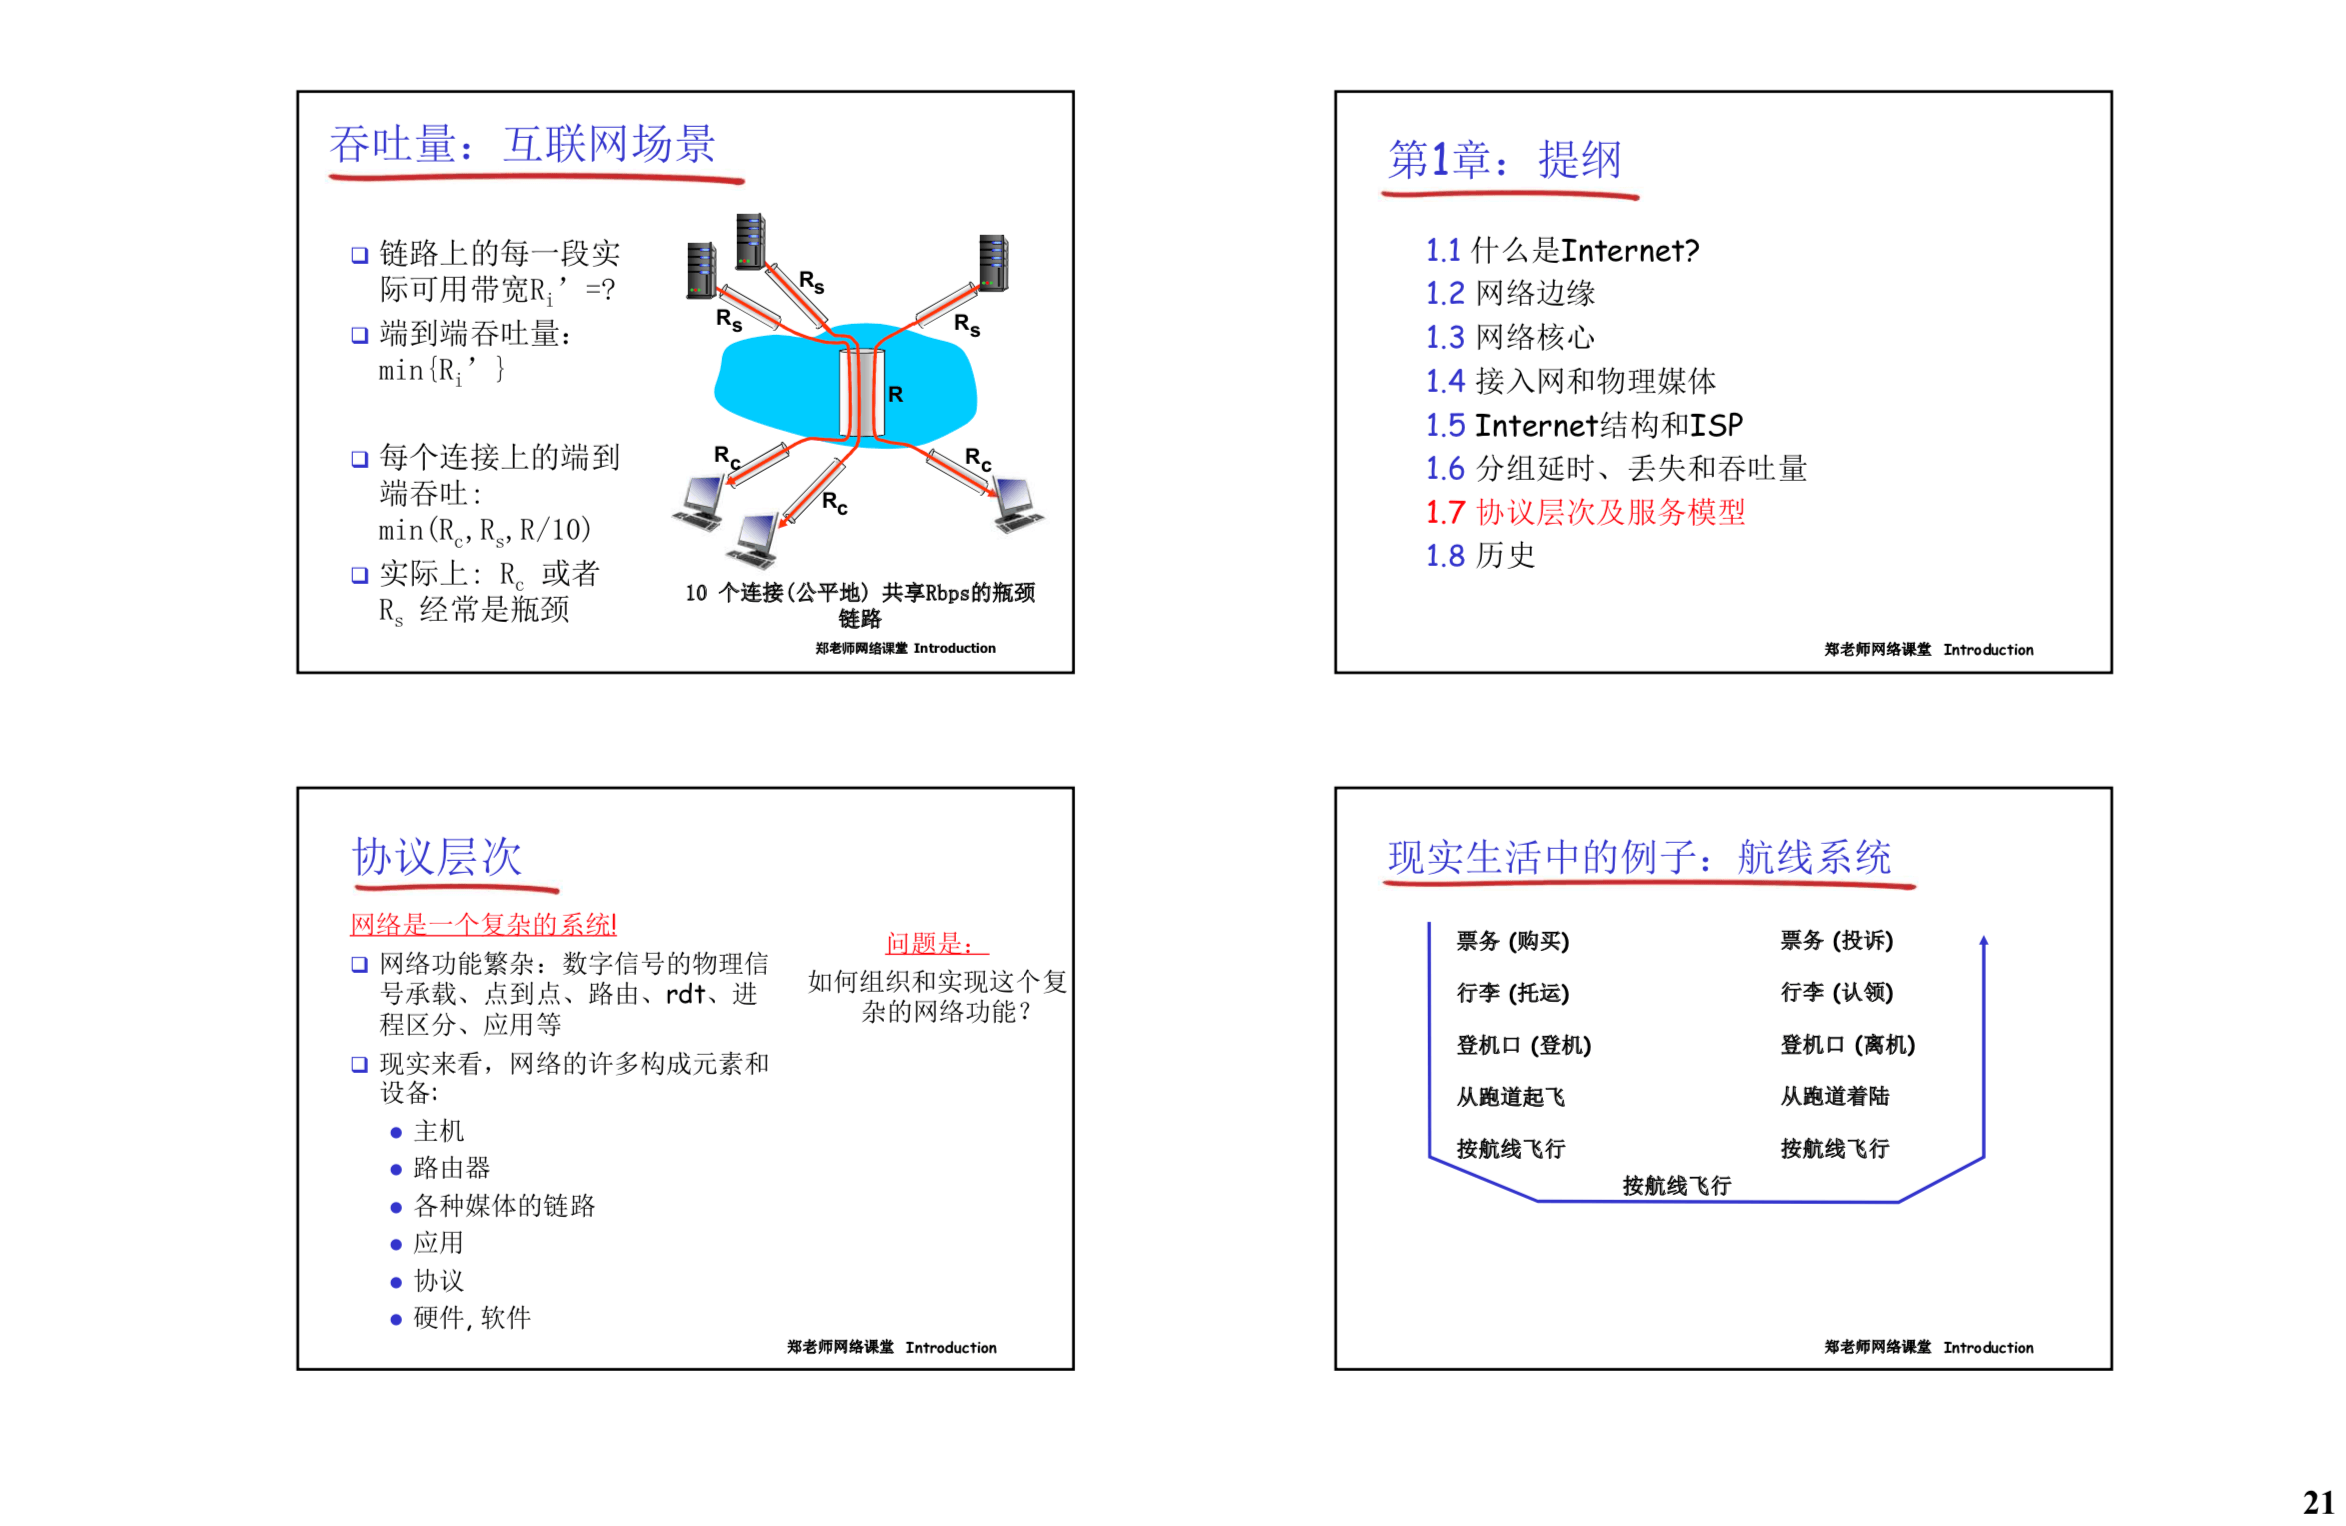 吞吐量：互联网场景
链路上的每一段实
际可用带宽Ri’=?
端到端吞吐量：
min{Ri’}
每个连接上的端到
端吞吐：
min(Rc,Rs,R/10)
实际上：Rc 或者
Rs 经常是瓶颈
Rs
Rs
Rs
R
Rc
Rc
Rc
10 个连接(公平地）共享Rbps的瓶颈
链路
郑老师网络课堂 Introduction
第1章：提纲
1.1 什么是Internet?
1.2 网络边缘
1.3 网络核心
1.4 接入网和物理媒体
1.5 Internet结构和ISP
1.6 分组延时、丢失和吞吐量
1.7 协议层次及服务模型
1.8 历史
郑老师网络课堂 Introduction
协议层次
网络是一个复杂的系统!
网络功能繁杂：数字信号的物理信
号承载、点到点、路由、rdt、进
程区分、应用等
现实来看，网络的许多构成元素和
设备:
主机
路由器
各种媒体的链路
应用
协议
硬件, 软件
问题是：
如何组织和实现这个复
杂的网络功能？
郑老师网络课堂 Introduction
现实生活中的例子：航线系统
票务 (购买)
行李 (托运)
登机口 (登机)
从跑道起飞
按航线飞行
票务 (投诉)
行李 (认领)
登机口 (离机)
从跑道着陆
按航线飞行
按航线飞行
郑老师网络课堂 Introduction
21